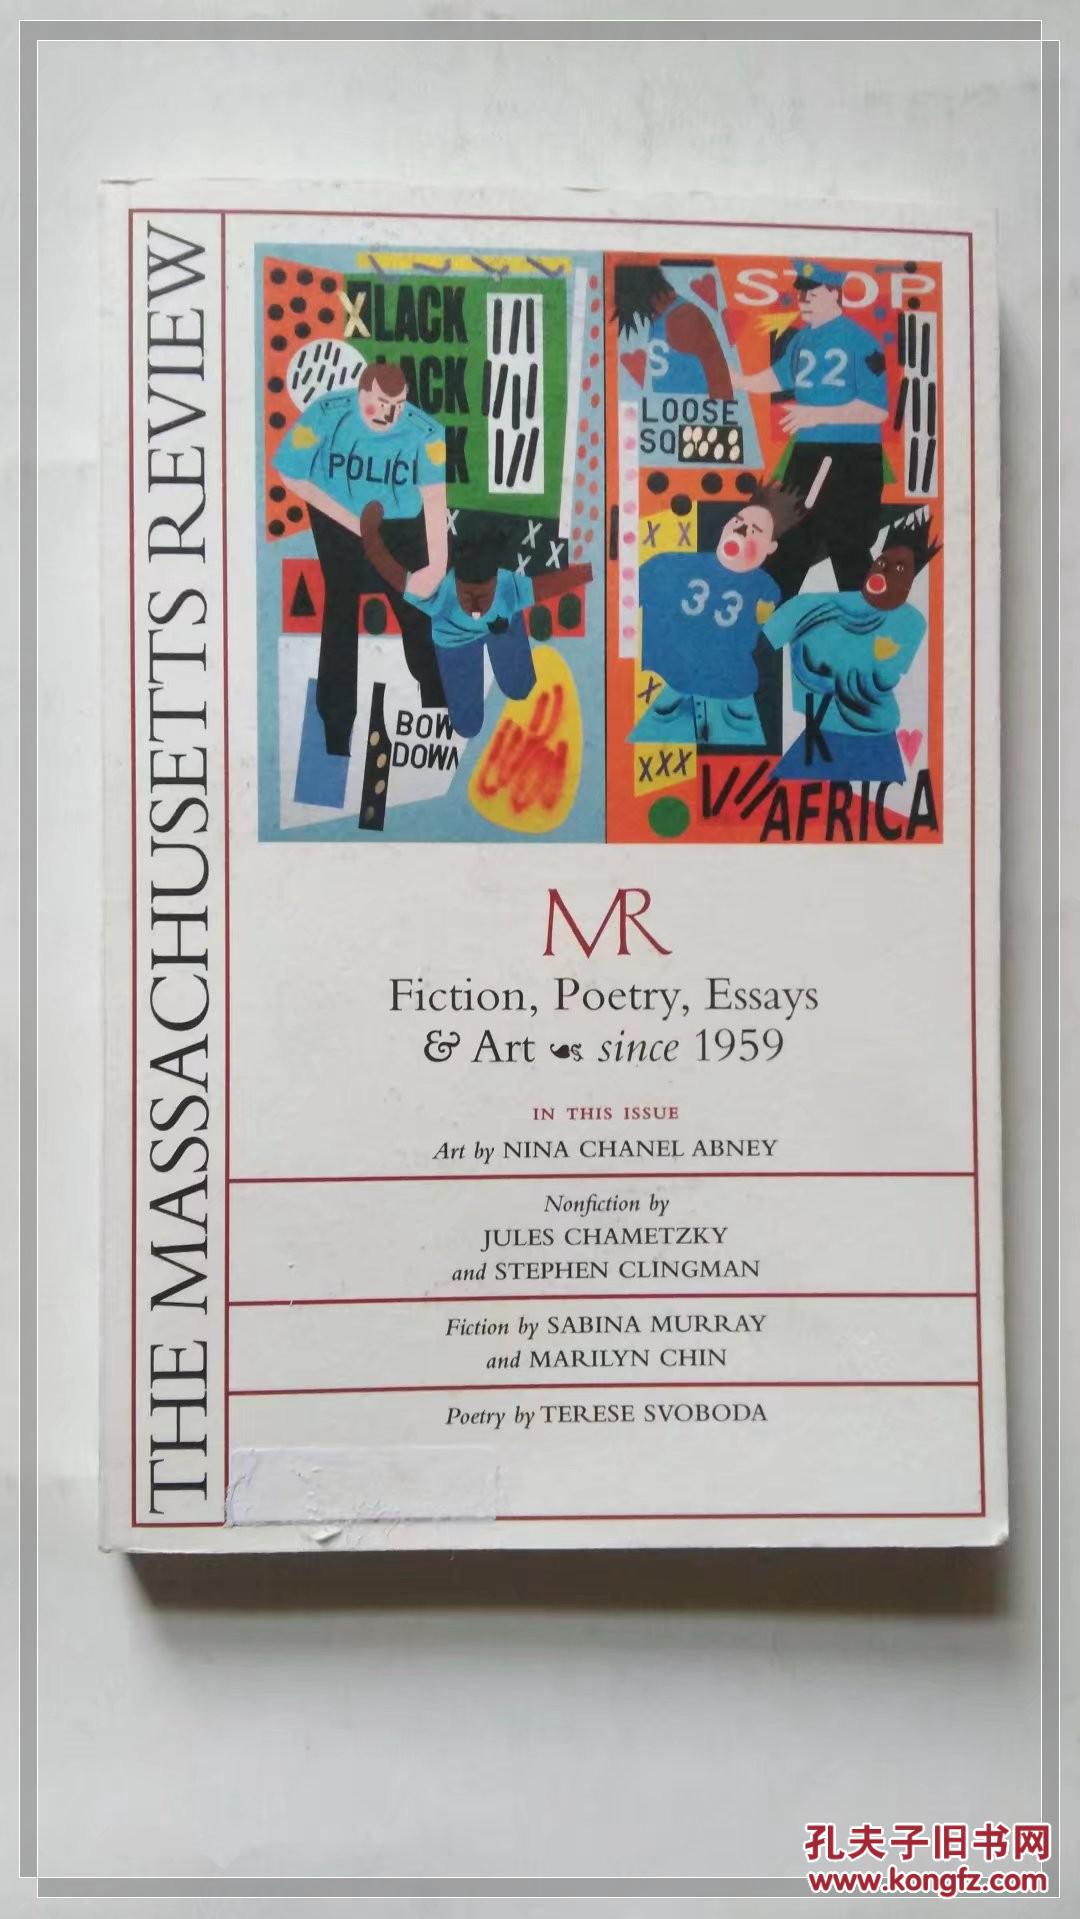 THE MASSACHUSETTS REVIEW
XLACK
LACK
K
POLICI
X
X
X
X
BOW
DOWN
STOP
S
22
LOOSE
SQ
X X
33
X
K
XXX
V///AFRICA
MR
Fiction, Poetry, Essays
& Art since 1959
IN THIS ISSUE
Art by NINA CHANEL ABNEY
Nonfiction by
JULES CHAMETZKY
and STEPHEN CLINGMAN
Fiction by SABINA MURRAY
and MARILYN CHIN
Poetry by TERESE SVOBODA
孔夫子旧书网
www.kongfz.com